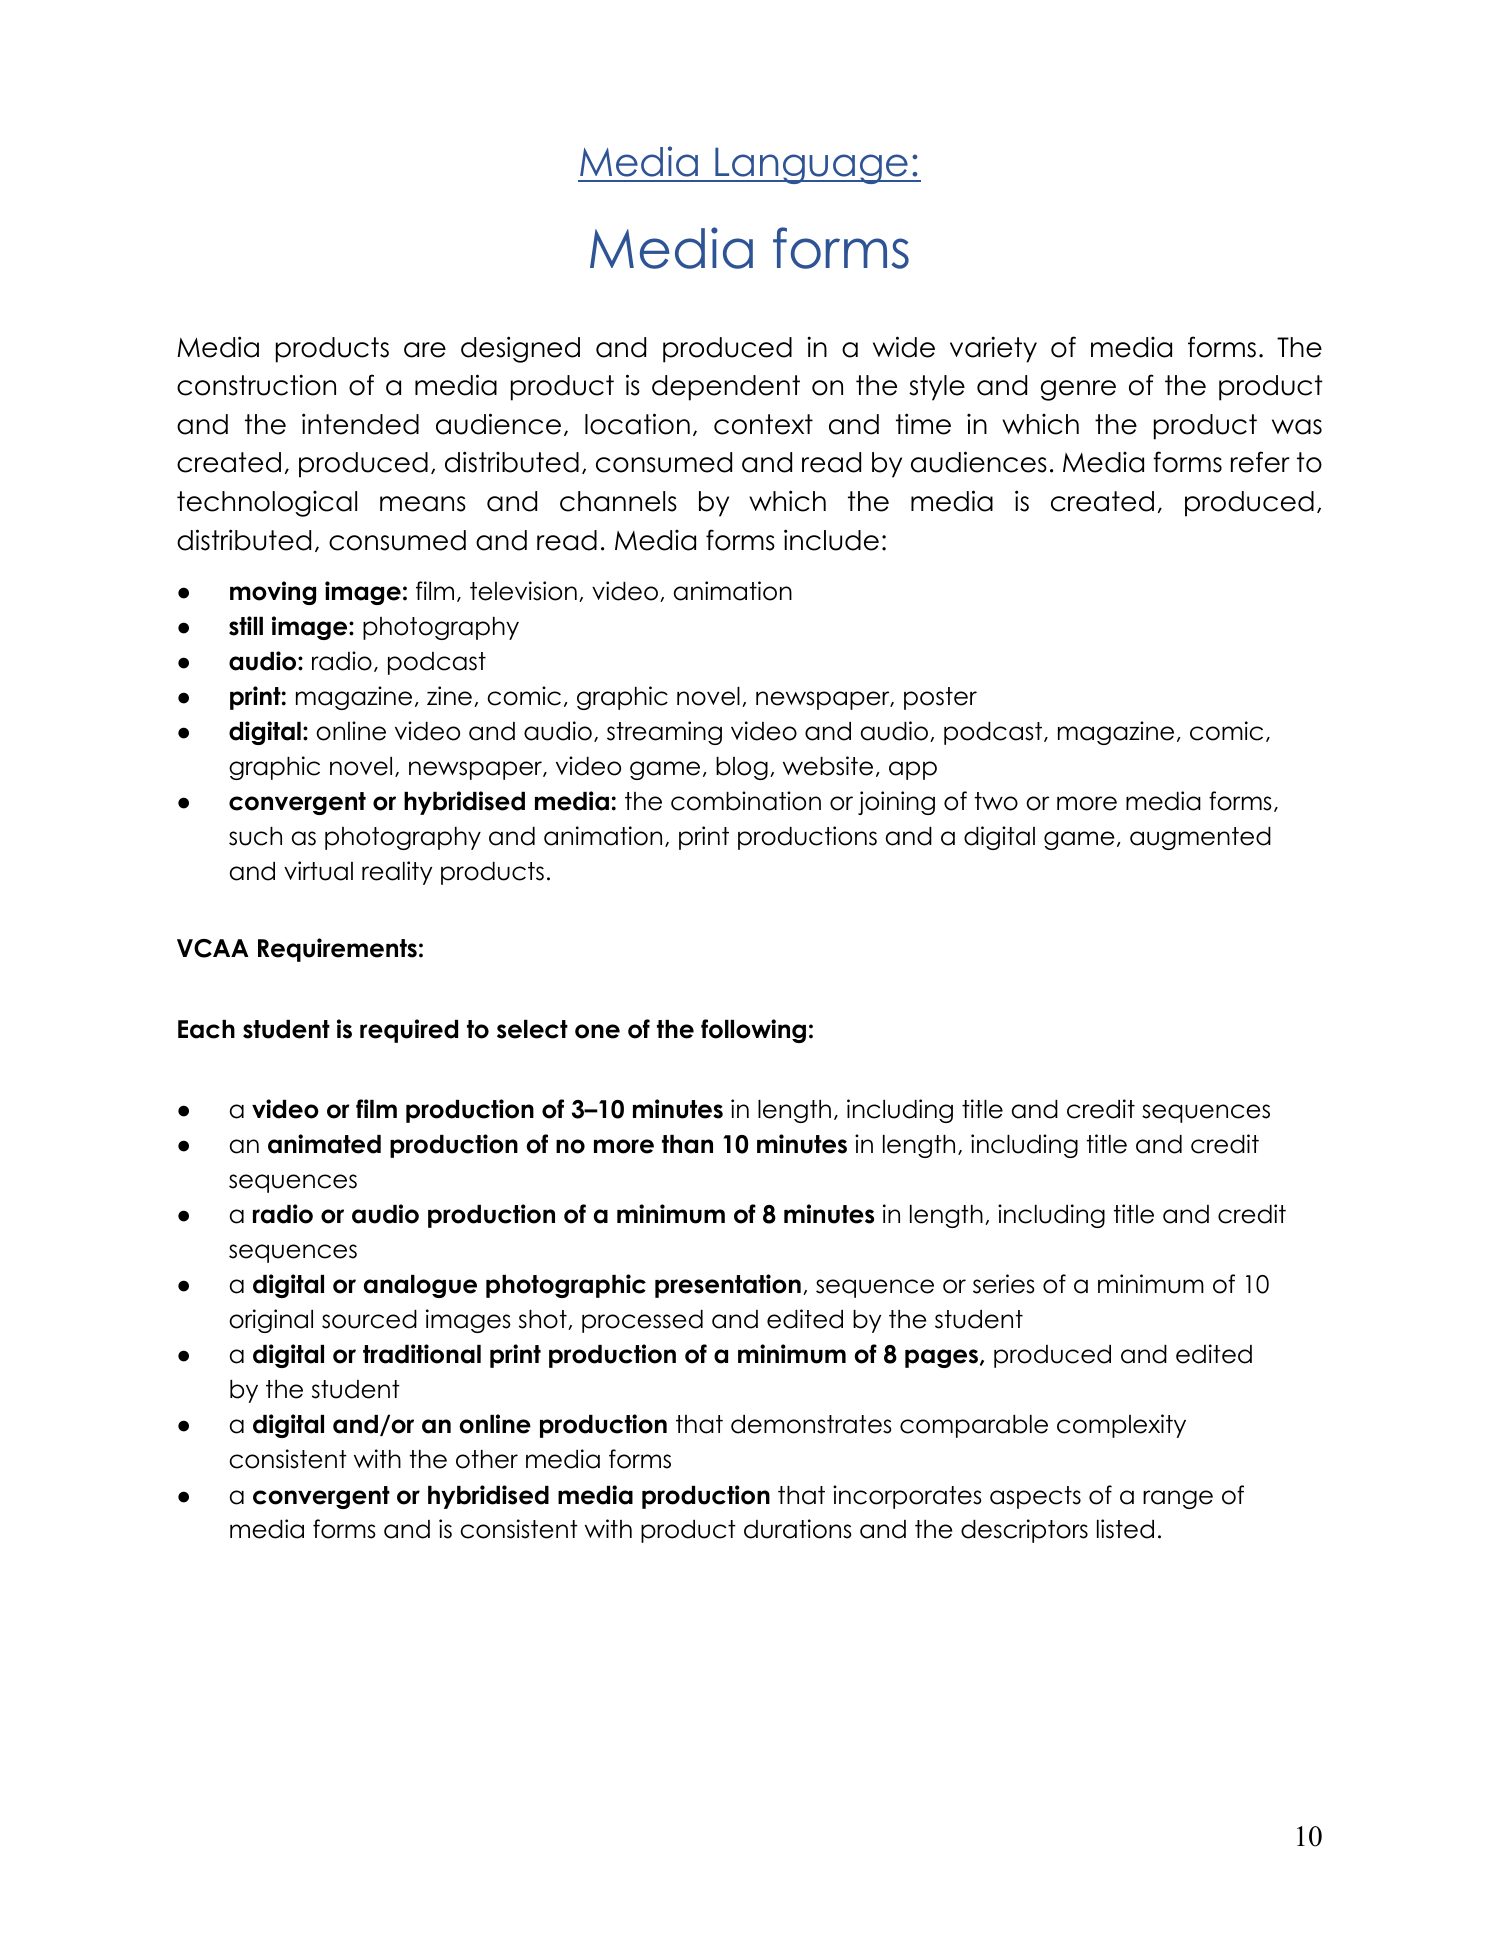 Media Language:
Media forms
Media products are designed and produced in a wide variety of media forms. The
construction of a media product is dependent on the style and genre of the product
and the intended audience, location, context and time in which the product was
created, produced, distributed, consumed and read by audiences. Media forms refer to
technological means and channels by which the media is created, produced,
distributed, consumed and read. Media forms include:
● moving image: film, television, video, animation
● still image: photography
● audio: radio, podcast
● print: magazine, zine, comic, graphic novel, newspaper, poster
● digital: online video and audio, streaming video and audio, podcast, magazine, comic,
graphic novel, newspaper, video game, blog, website, app
● convergent or hybridised media: the combination or joining of two or more media forms,
such as photography and animation, print productions and a digital game, augmented
and virtual reality products.
VCAA Requirements:
Each student is required to select one of the following:
● a video or film production of 3–10 minutes in length, including title and credit sequences
● an animated production of no more than 10 minutes in length, including title and credit
sequences
● a radio or audio production of a minimum of 8 minutes in length, including title and credit
sequences
● a digital or analogue photographic presentation, sequence or series of a minimum of 10
original sourced images shot, processed and edited by the student
● a digital or traditional print production of a minimum of 8 pages, produced and edited
by the student
● a digital and/or an online production that demonstrates comparable complexity
consistent with the other media forms
● a convergent or hybridised media production that incorporates aspects of a range of
media forms and is consistent with product durations and the descriptors listed.
10